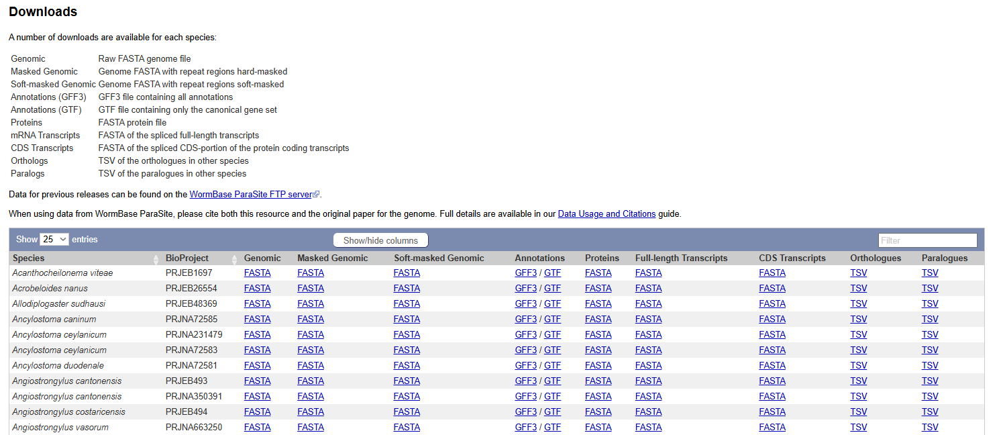 Downloads
A number of downloads are available for each species:
Genomic Raw FASTA genome file
Masked Genomic Genome FASTA with repeat regions hard-masked
Soft-masked Genomic Genome FASTA with repeat regions soft-masked
Annotations (GFF3) GFF3 file containing all annotations
Annotations (GTF) GTF file containing only the canonical gene set
Proteins FASTA protein file
mRNA Transcripts FASTA of the spliced full-length transcripts
CDS Transcripts FASTA of the spliced CDS-portion of the protein coding transcripts
Orthologs TSV of the orthologues in other species
Paralogs TSV of the paralogues in other species
Data for previous releases can be found on the WormBase ParaSite FTP server.
When using data from WormBase ParaSite, please cite both this resource and the original paper for the genome. Full details are available in our Data Usage and Citations guide.
Show 25 entries Show/hide columns Filter
Species BioProject Genomic Masked Genomic Soft-masked Genomic Annotations Proteins Full-length Transcripts CDS Transcripts Orthologues Paralogues
Acanthocheilonema viteae PRJEB1697 FASTA FASTA FASTA GFF3 / GTF FASTA FASTA FASTA TSV TSV
Acrobeloides nanus PRJEB26554 FASTA FASTA FASTA GFF3 / GTF FASTA FASTA FASTA TSV TSV
Allodiplogaster sudhausi PRJEB48369 FASTA FASTA FASTA GFF3 / GTF FASTA FASTA FASTA TSV TSV
Ancylostoma caninum PRJNA72585 FASTA FASTA FASTA GFF3 / GTF FASTA FASTA FASTA TSV TSV
Ancylostoma ceylanicum PRJNA231479 FASTA FASTA FASTA GFF3 / GTF FASTA FASTA FASTA TSV TSV
Ancylostoma ceylanicum PRJNA72583 FASTA FASTA FASTA GFF3 / GTF FASTA FASTA FASTA TSV TSV
Ancylostoma duodenale PRJNA72581 FASTA FASTA FASTA GFF3 / GTF FASTA FASTA FASTA TSV TSV
Angiostrongylus cantonensis PRJEB493 FASTA FASTA FASTA GFF3 / GTF FASTA FASTA FASTA TSV TSV
Angiostrongylus cantonensis PRJNA350391 FASTA FASTA FASTA GFF3 / GTF FASTA FASTA FASTA TSV TSV
Angiostrongylus costaricensis PRJEB494 FASTA FASTA FASTA GFF3 / GTF FASTA FASTA FASTA TSV TSV
Angiostrongylus vasorum PRJNA663250 FASTA FASTA FASTA GFF3 / GTF FASTA FASTA FASTA TSV TSV